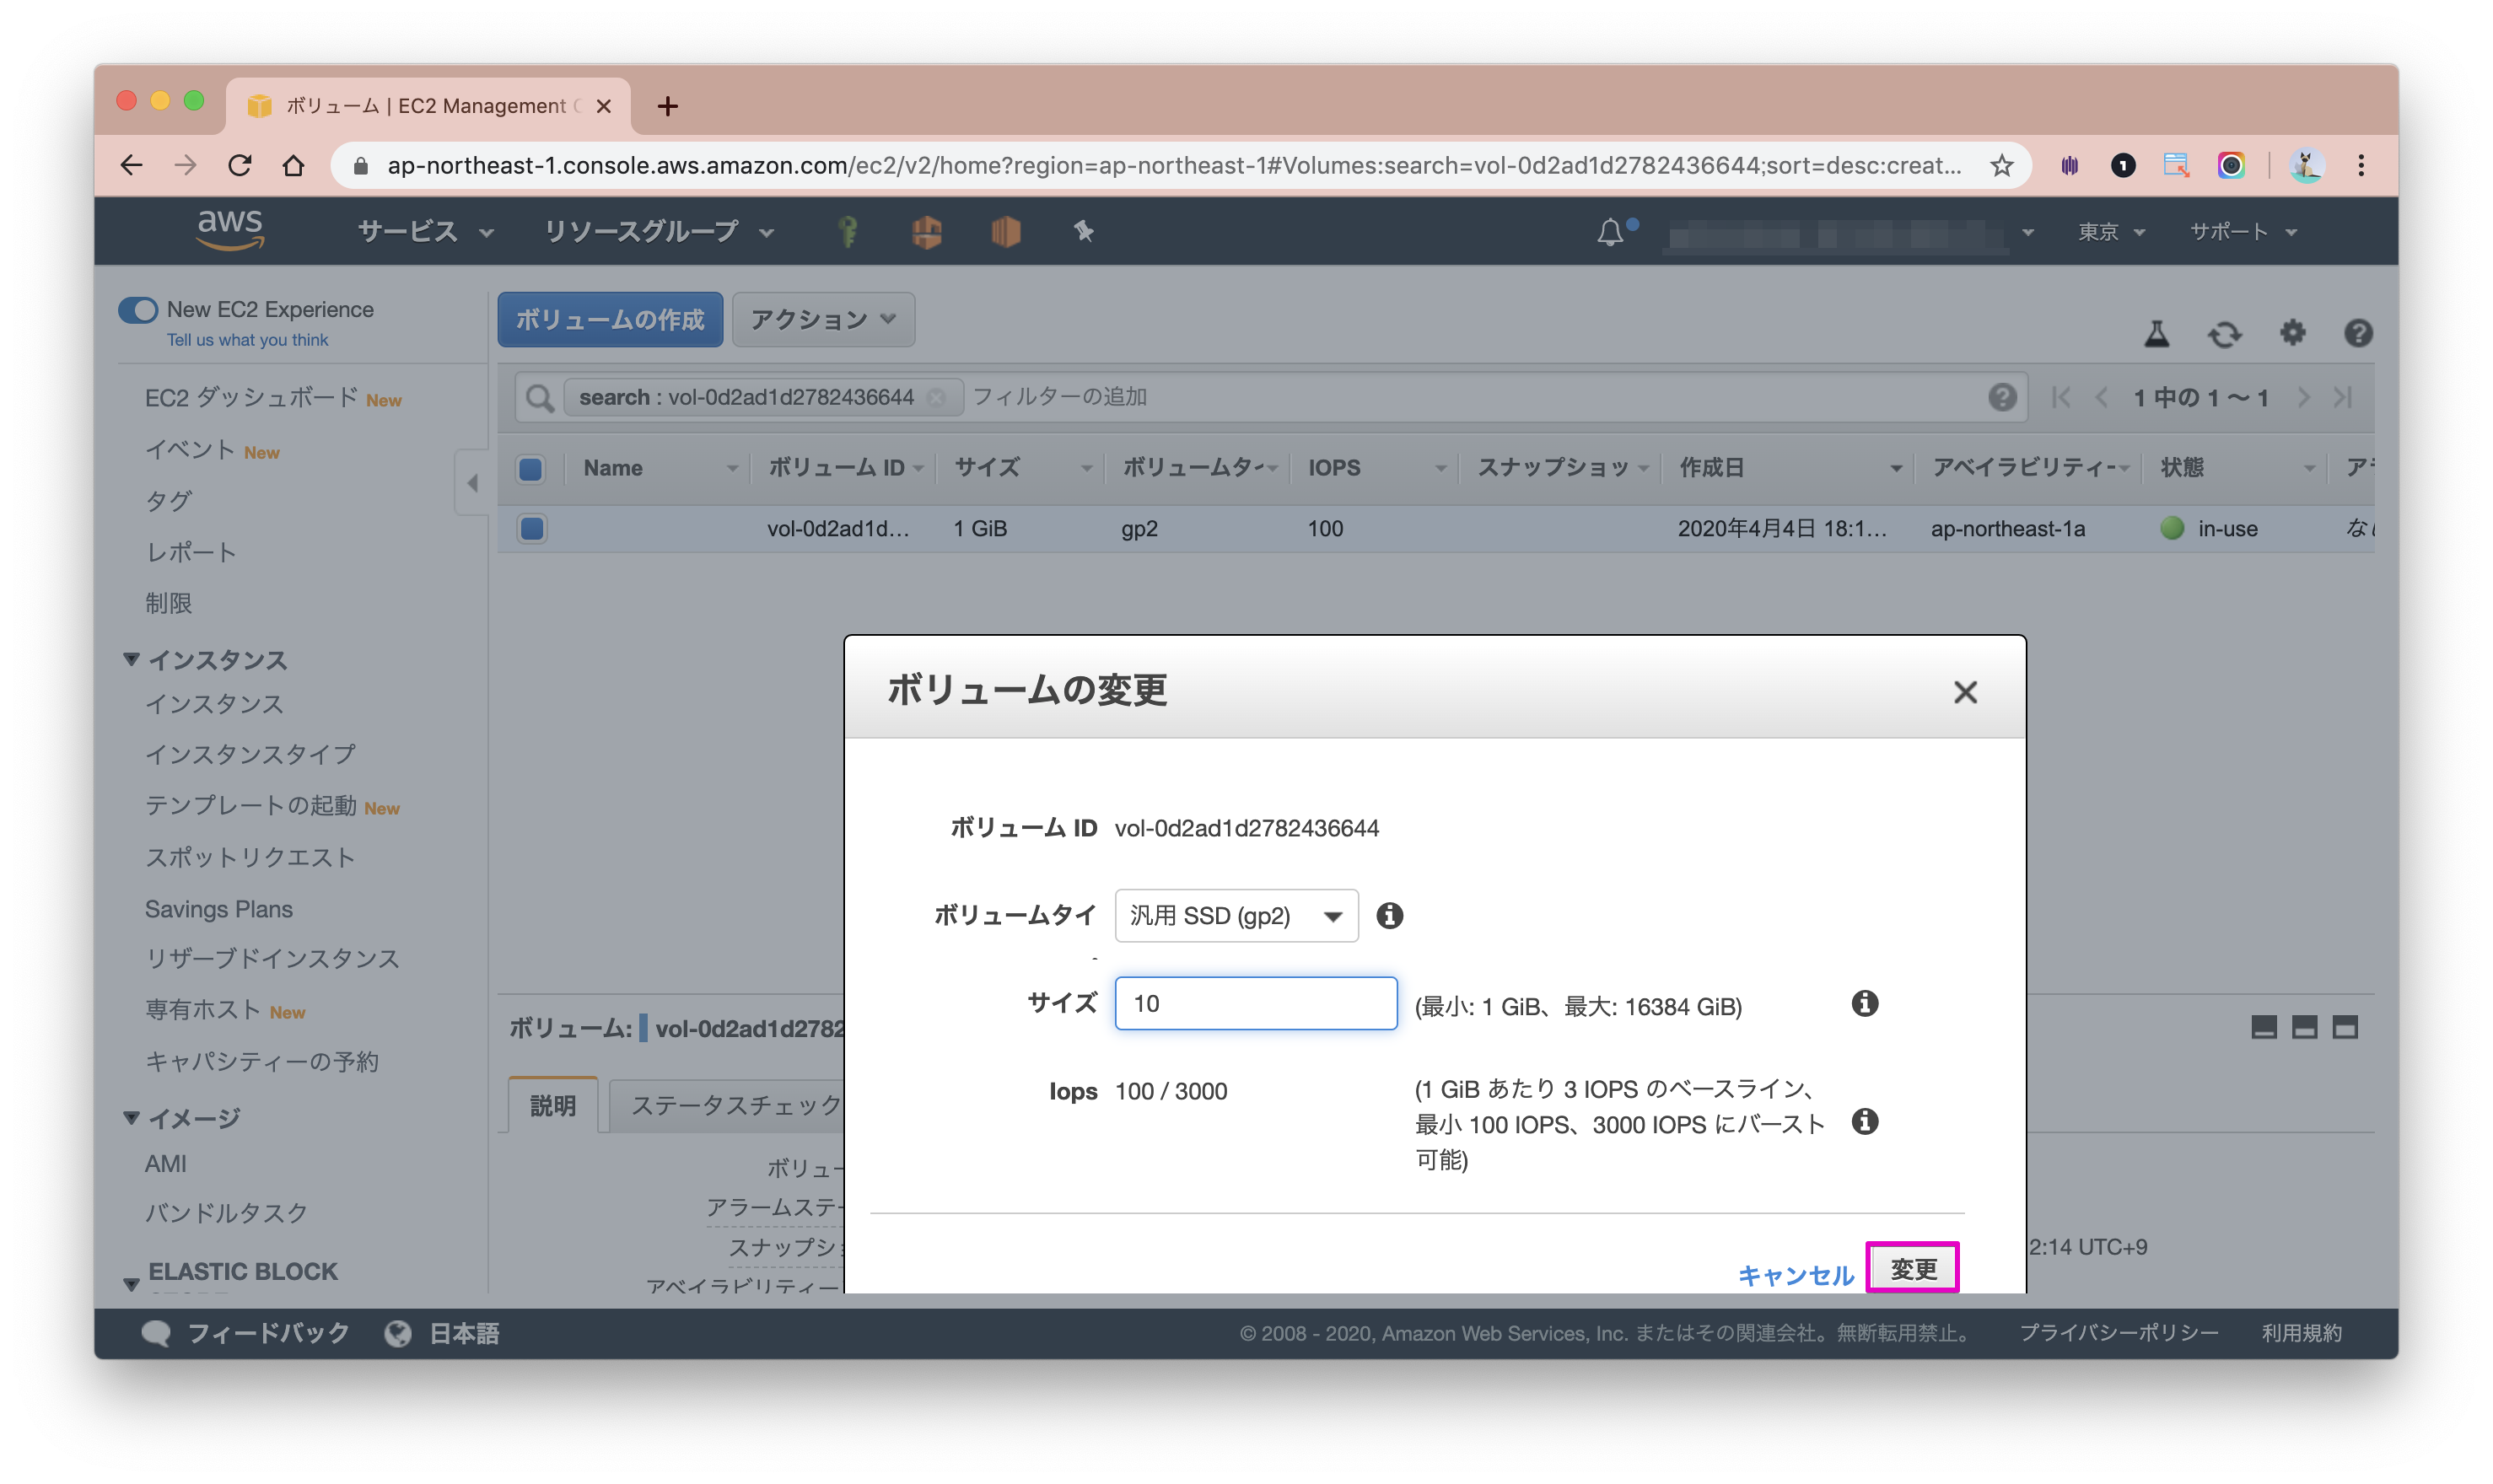 ボリューム | EC2 Management C
ap-northeast-1.console.aws.amazon.com/ec2/v2/home?region=ap-northeast-1#Volumes:search=vol-0d2ad1d2782436644;sort=desc:creat...
aws サービス リソースグループ 東京 サポート
New EC2 Experience
Tell us what you think
ボリュームの作成 アクション
EC2 ダッシュボード New
イベント New
タグ
レポート
制限
インスタンス
インスタンス
インスタンスタイプ
テンプレートの起動 New
スポットリクエスト
Savings Plans
リザーブドインスタンス
専有ホスト New
キャパシティーの予約
イメージ
AMI
バンドルタスク
ELASTIC BLOCK
search : vol-0d2ad1d2782436644 フィルターの追加 1 中の 1 〜 1
Name ボリューム ID サイズ ボリュームタ IOPS スナップショッ 作成日 アベイラビリティー 状態
vol-0d2ad1d... 1 GiB gp2 100 2020年4月4日 18:1... ap-northeast-1a in-use
ボリューム: vol-0d2ad1d2782
説明 ステータスチェック
ボリュー
アラームステー
スナップショ
アベイラビリティー
2:14 UTC+9
ボリュームの変更
ボリューム ID vol-0d2ad1d2782436644
ボリュームタイ 汎用 SSD (gp2)
サイズ 10 (最小: 1 GiB、最大: 16384 GiB)
Iops 100 / 3000 (1 GiB あたり 3 IOPS のベースライン、
最小 100 IOPS、3000 IOPS にバースト
可能)
キャンセル 変更
フィードバック 日本語 © 2008 - 2020, Amazon Web Services, Inc. またはその関連会社。無断転用禁止。 プライバシーポリシー 利用規約